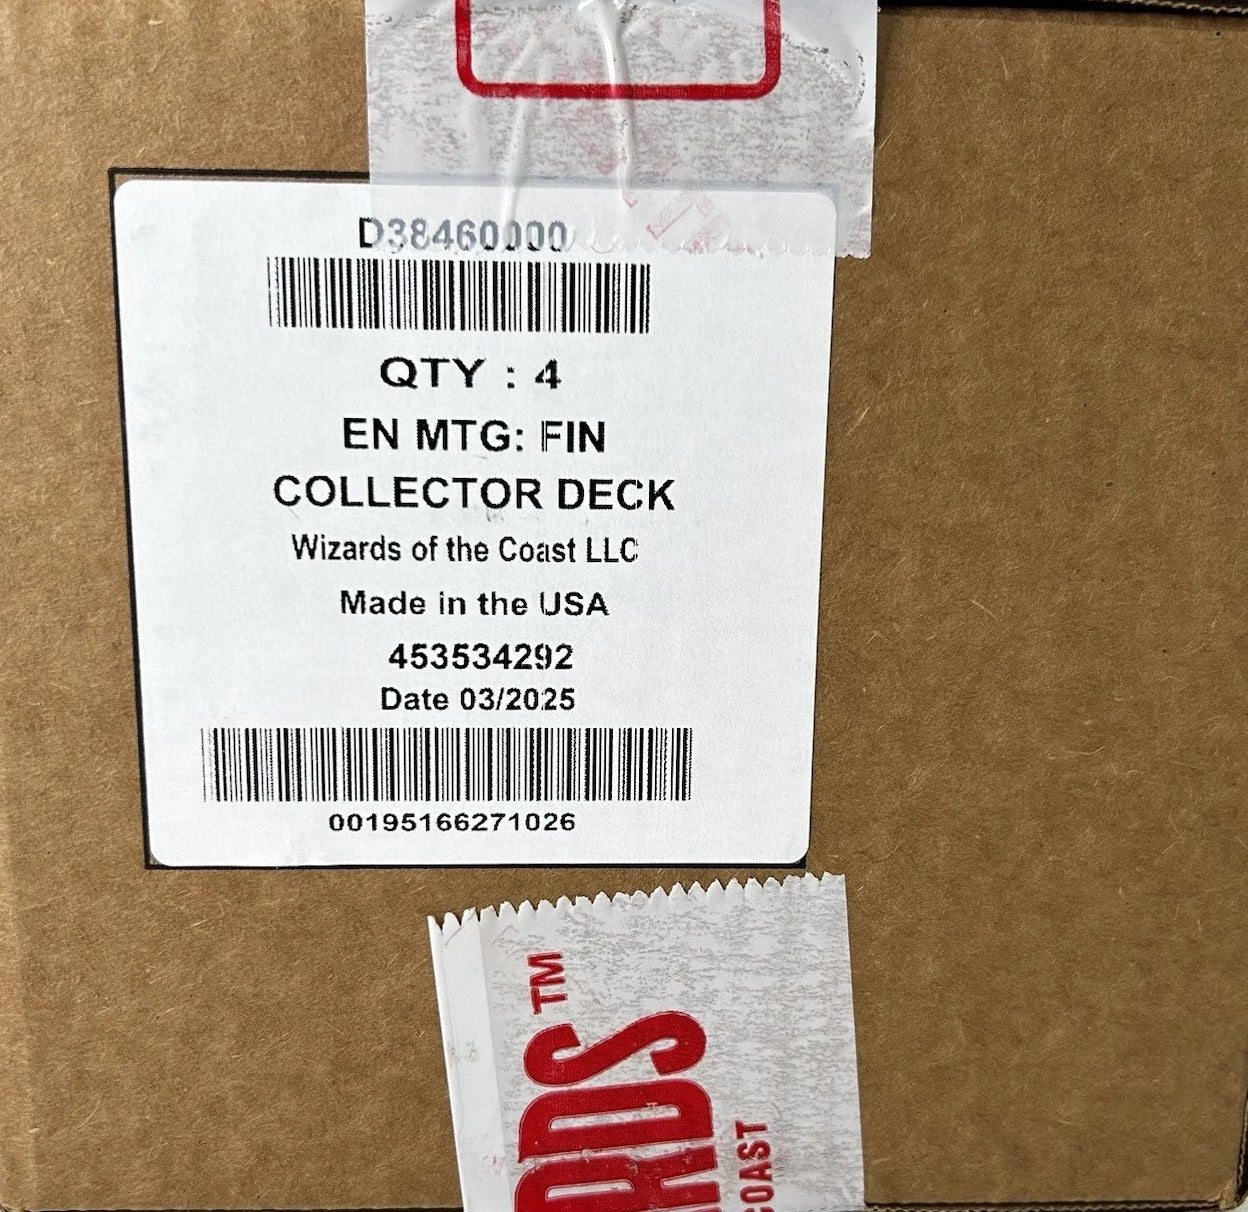 D38460000
QTY : 4
EN MTG: FIN
COLLECTOR DECK
Wizards of the Coast LLC
Made in the USA
453534292
Date 03/2025
00195166271026
RDS™
COAST